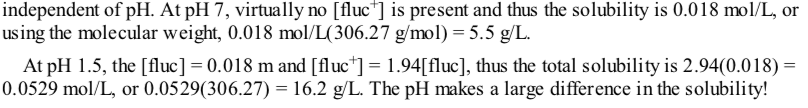 independent of pH. At pH 7, virtually no [fluc⁺] is present and thus the solubility is 0.018 mol/L, or
using the molecular weight, 0.018 mol/L(306.27 g/mol) = 5.5 g/L.
At pH 1.5, the [fluc] = 0.018 m and [fluc⁺] = 1.94[fluc], thus the total solubility is 2.94(0.018) =
0.0529 mol/L, or 0.0529(306.27) = 16.2 g/L. The pH makes a large difference in the solubility!